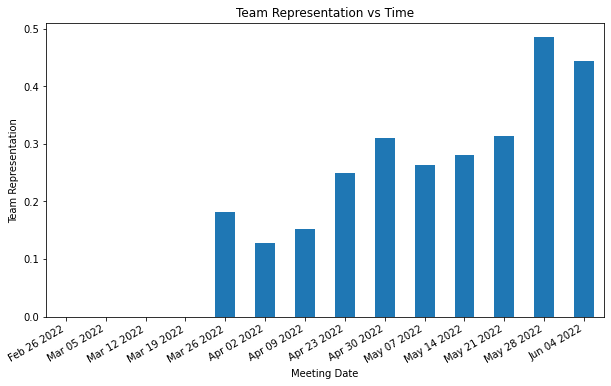 Team Representation vs Time
Team Representation
0.5
0.4
0.3
0.2
0.1
0.0
Feb 26 2022
Mar 05 2022
Mar 12 2022
Mar 19 2022
Mar 26 2022
Apr 02 2022
Apr 09 2022
Apr 23 2022
Apr 30 2022
May 07 2022
May 14 2022
May 21 2022
May 28 2022
Jun 04 2022
Meeting Date